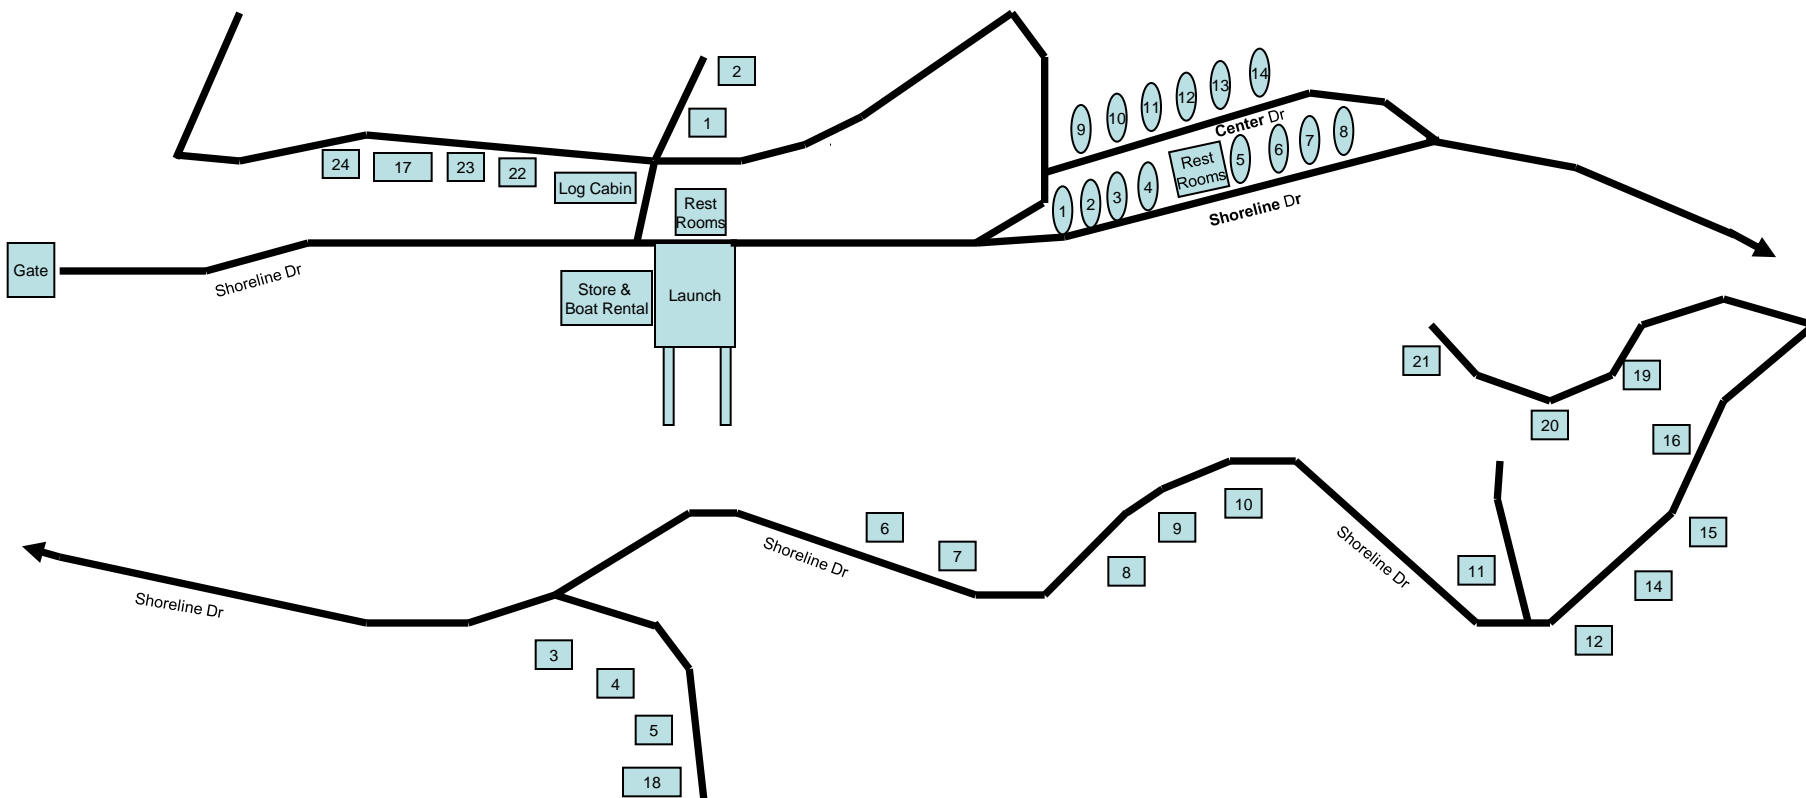 2
1
24
17
23
22
Log Cabin
Rest
Rooms
Gate
Shoreline Dr
Store &
Boat Rental
Launch
9
10
11
12
13
14
Center Dr
1
2
3
4
Rest
Rooms
5
6
7
8
Shoreline Dr
21
20
19
16
15
14
12
11
Shoreline Dr
10
9
8
7
6
Shoreline Dr
Shoreline Dr
3
4
5
18